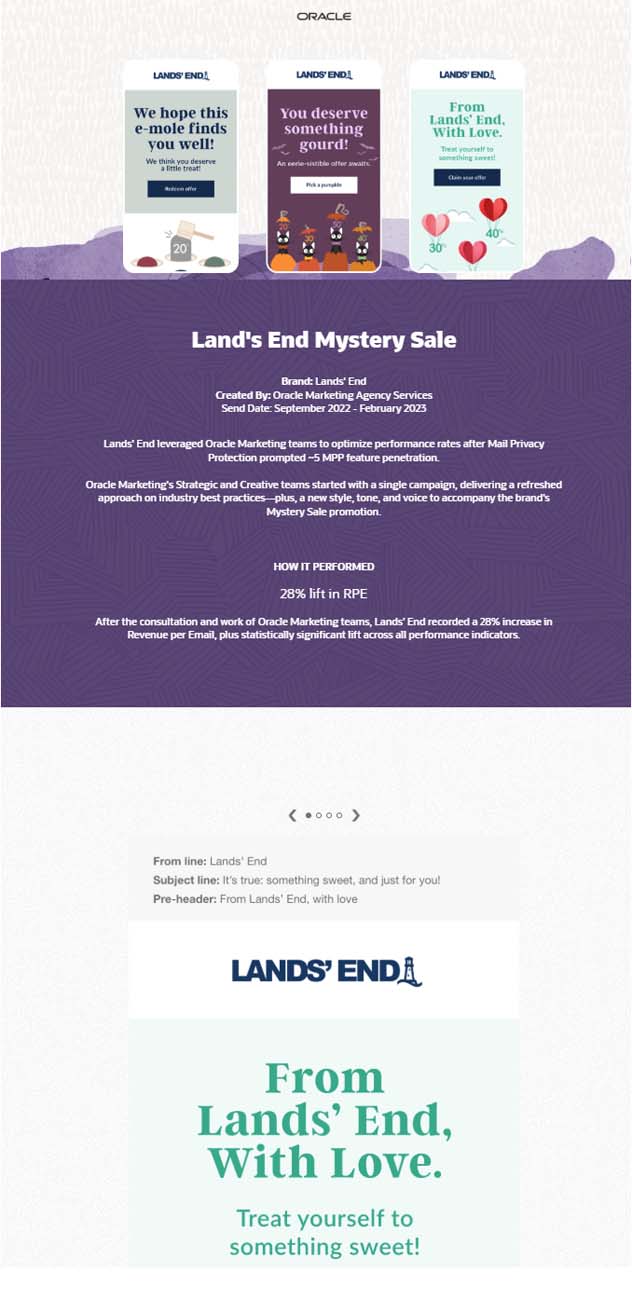 ORACLE
LANDS' END
We hope this
e-mole finds
you well!
We think you deserve
a little treat!
Redeem offer
20
LANDS' END
You deserve
something
gourd!
An eerie-sistible offer awaits.
Pick a pumpkin
LANDS' END
From
Lands' End,
With Love.
Treat yourself to
something sweet!
Claim your offer
30%
40%
Land's End Mystery Sale
Brand: Lands' End
Created By: Oracle Marketing Agency Services
Send Date: September 2022 - February 2023
Lands' End leveraged Oracle Marketing teams to optimize performance rates after Mail Privacy
Protection prompted ~5 MPP feature penetration.
Oracle Marketing's Strategic and Creative teams started with a single campaign, delivering a refreshed
approach on industry best practices—plus, a new style, tone, and voice to accompany the brand's
Mystery Sale promotion.
HOW IT PERFORMED
28% lift in RPE
After the consultation and work of Oracle Marketing teams, Lands' End recorded a 28% increase in
Revenue per Email, plus statistically significant lift across all performance indicators.
From line: Lands' End
Subject line: It's true: something sweet, and just for you!
Pre-header: From Lands' End, with love
LANDS' END
From
Lands' End,
With Love.
Treat yourself to
something sweet!